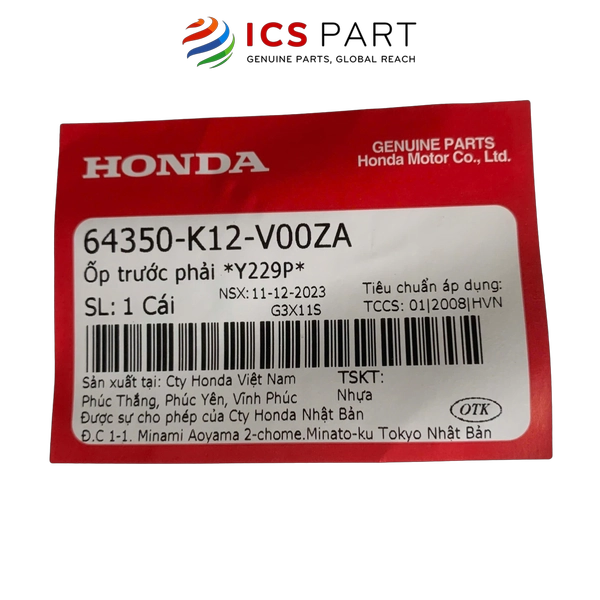 ICS PART
GENUINE PARTS, GLOBAL REACH
HONDA
GENUINE PARTS
Honda Motor Co., Ltd.
64350-K12-V00ZA
Ốp trước phải *Y229P*
SL: 1 Cái
NSX: 11-12-2023
G3X11S
Tiêu chuẩn áp dụng:
TCCS: 01|2008|HVN
Sản xuất tại: Cty Honda Việt Nam
Phúc Thắng, Phúc Yên, Vĩnh Phúc
TSKT:
Nhựa
Được sự cho phép của Cty Honda Nhật Bản
Đ.C 1-1. Minami Aoyama 2-chome.Minato-ku Tokyo Nhật Bản
OTK